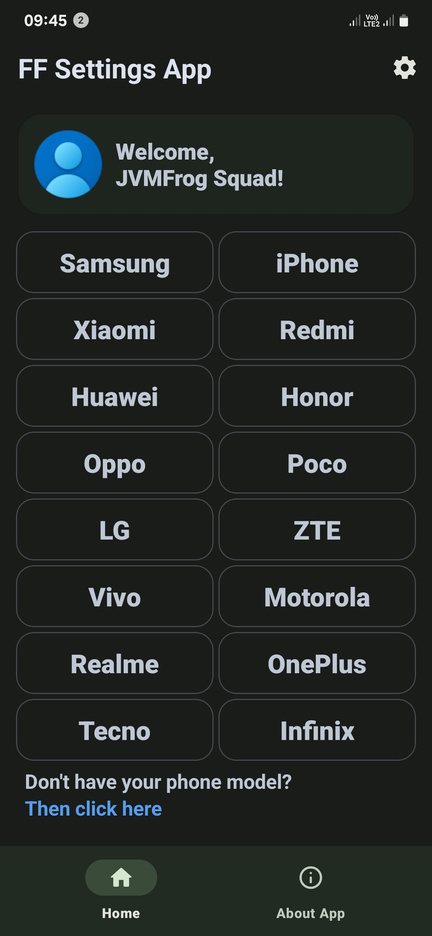 09:45 2 Vo)) LTE2
FF Settings App
Welcome,
JVMFrog Squad!
Samsung iPhone
Xiaomi Redmi
Huawei Honor
Oppo Poco
LG ZTE
Vivo Motorola
Realme OnePlus
Tecno Infinix
Don't have your phone model?
Then click here
Home About App